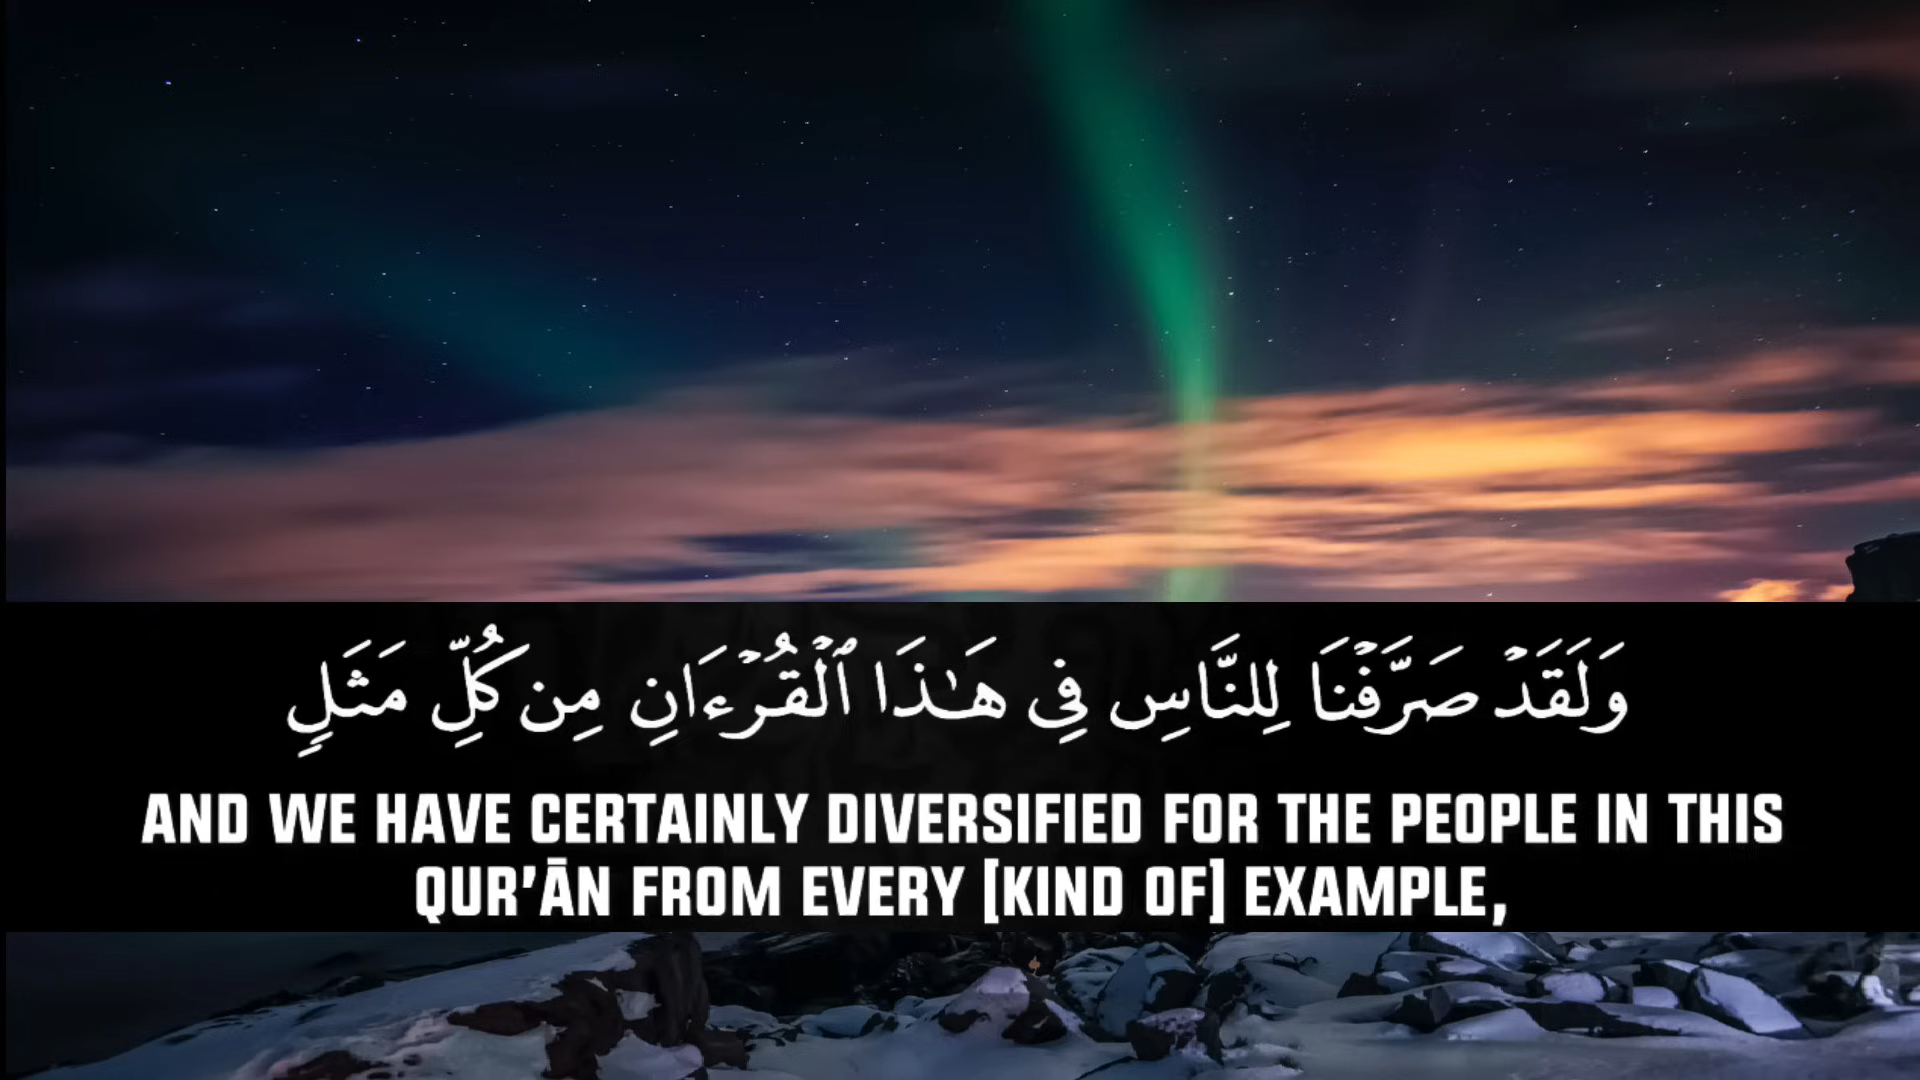 وَلَقَدۡ صَرَّفۡنَا لِلنَّاسِ فِي هَـٰذَا ٱلۡقُرۡءَانِ مِن كُلِّ مَثَلٍ
AND WE HAVE CERTAINLY DIVERSIFIED FOR THE PEOPLE IN THIS
QUR'ĀN FROM EVERY [KIND OF] EXAMPLE,